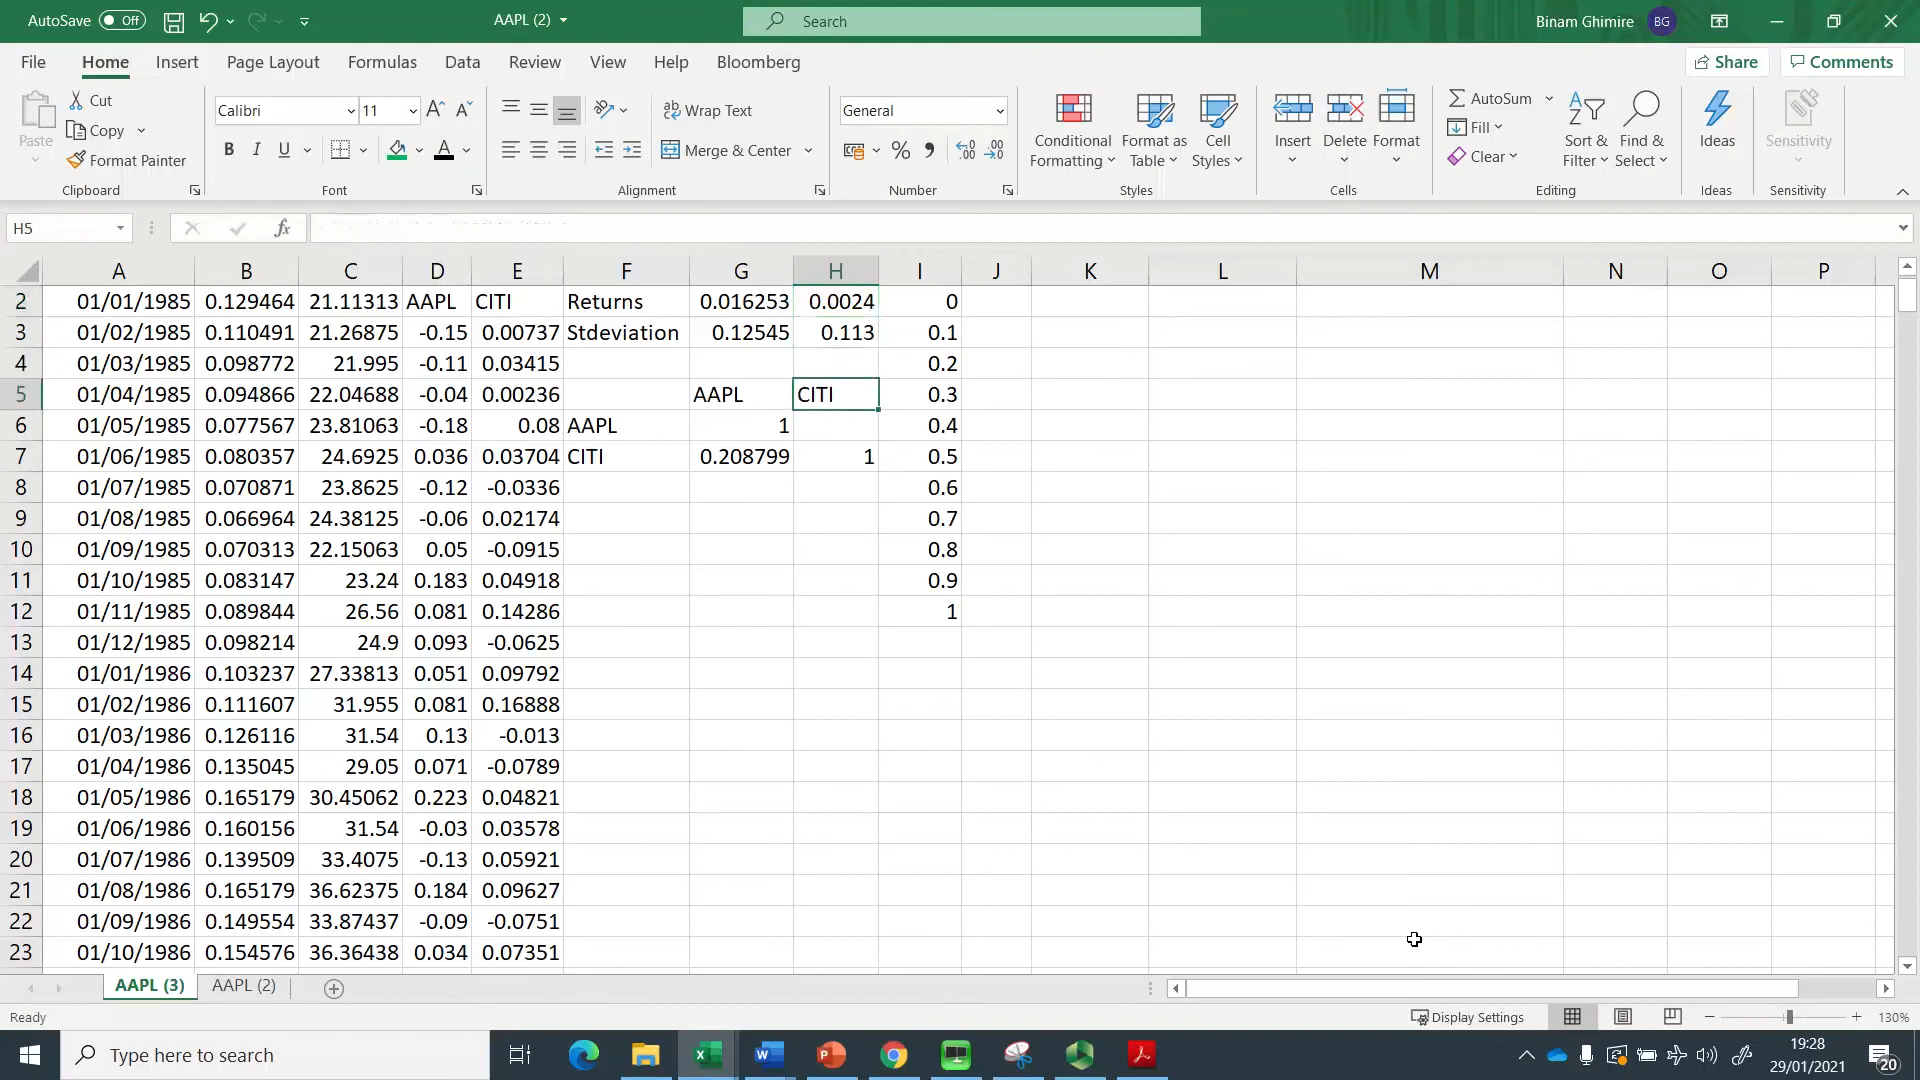 AutoSave Off AAPL (2) Search Binam Ghimire BG
File Home Insert Page Layout Formulas Data Review View Help Bloomberg Share Comments
Paste Cut Copy Format Painter Clipboard
Calibri 11 B I U Font
Wrap Text Merge & Center Alignment
General % Number
Conditional Formatting Format as Table Cell Styles Styles
Insert Delete Format Cells
AutoSum Fill Clear Sort & Filter Find & Select Editing
Ideas Ideas
Sensitivity Sensitivity
H5 fx
A B C D E F G H I J K L M N O P
2 01/01/1985 0.129464 21.11313 AAPL CITI Returns 0.016253 0.0024 0
3 01/02/1985 0.110491 21.26875 -0.15 0.00737 Stdeviation 0.12545 0.113 0.1
4 01/03/1985 0.098772 21.995 -0.11 0.03415 0.2
5 01/04/1985 0.094866 22.04688 -0.04 0.00236 AAPL CITI 0.3
6 01/05/1985 0.077567 23.81063 -0.18 0.08 AAPL 1 0.4
7 01/06/1985 0.080357 24.6925 0.036 0.03704 CITI 0.208799 1 0.5
8 01/07/1985 0.070871 23.8625 -0.12 -0.0336 0.6
9 01/08/1985 0.066964 24.38125 -0.06 0.02174 0.7
10 01/09/1985 0.070313 22.15063 0.05 -0.0915 0.8
11 01/10/1985 0.083147 23.24 0.183 0.04918 0.9
12 01/11/1985 0.089844 26.56 0.081 0.14286 1
13 01/12/1985 0.098214 24.9 0.093 -0.0625
14 01/01/1986 0.103237 27.33813 0.051 0.09792
15 01/02/1986 0.111607 31.955 0.081 0.16888
16 01/03/1986 0.126116 31.54 0.13 -0.013
17 01/04/1986 0.135045 29.05 0.071 -0.0789
18 01/05/1986 0.165179 30.45062 0.223 0.04821
19 01/06/1986 0.160156 31.54 -0.03 0.03578
20 01/07/1986 0.139509 33.4075 -0.13 0.05921
21 01/08/1986 0.165179 36.62375 0.184 0.09627
22 01/09/1986 0.149554 33.87437 -0.09 -0.0751
23 01/10/1986 0.154576 36.36438 0.034 0.07351
AAPL (3) AAPL (2)
Ready Display Settings 130%
Type here to search 19:28
29/01/2021 20